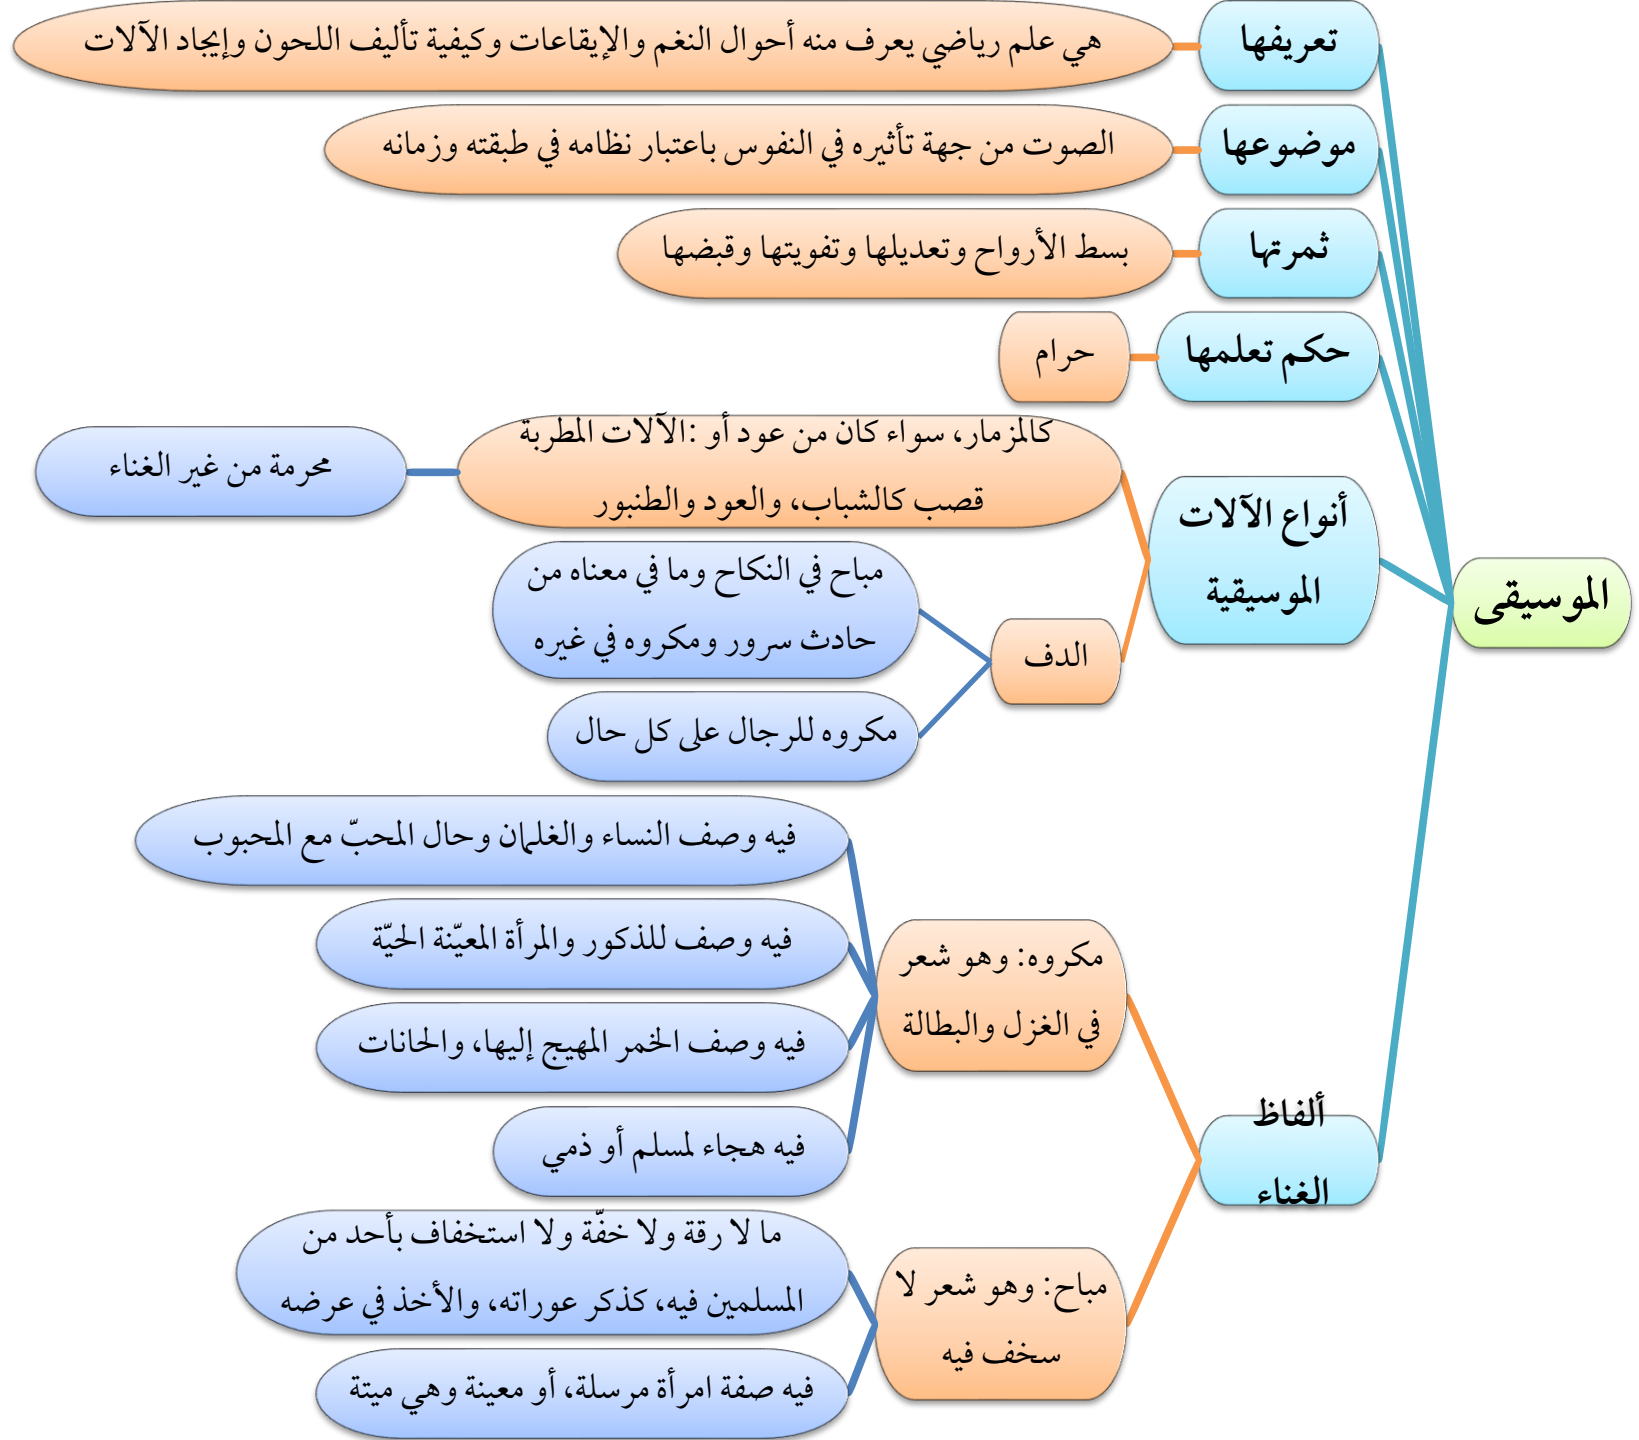 الموسيقى
تعريفها
هي علم رياضي يعرف منه أحوال النغم والإيقاعات وكيفية تأليف اللحون وإيجاد الآلات
موضوعها
الصوت من جهة تأثيره في النفوس باعتبار نظامه في طبقته وزمانه
ثمرتها
بسط الأرواح وتعديلها وتفويتها وقبضها
حكم تعلمها
حرام
أنواع الآلات
الموسيقية
كالمزمار، سواء كان من عود أو :الآلات المطربة
قصب كالشباب، والعود والطنبور
محرمة من غير الغناء
الدف
مباح في النكاح وما في معناه من
حادث سرور ومكروه في غيره
مكروه للرجال على كل حال
ألفاظ
الغناء
مكروه: وهو شعر
في الغزل والبطالة
فيه وصف النساء والغلمان وحال المحبّ مع المحبوب
فيه وصف للذكور والمرأة المعيّنة الحيّة
فيه وصف الخمر المهيج إليها، والحانات
فيه هجاء لمسلم أو ذمي
مباح: وهو شعر لا
سخف فيه
ما لا رقة ولا خفّة ولا استخفاف بأحد من
المسلمين فيه، كذكر عوراته، والأخذ في عرضه
فيه صفة امرأة مرسلة، أو معينة وهي ميتة